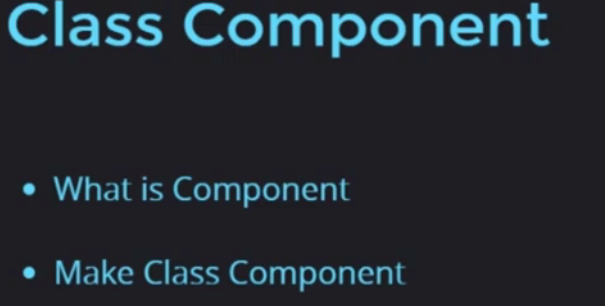 Class Component
• What is Component
• Make Class Component